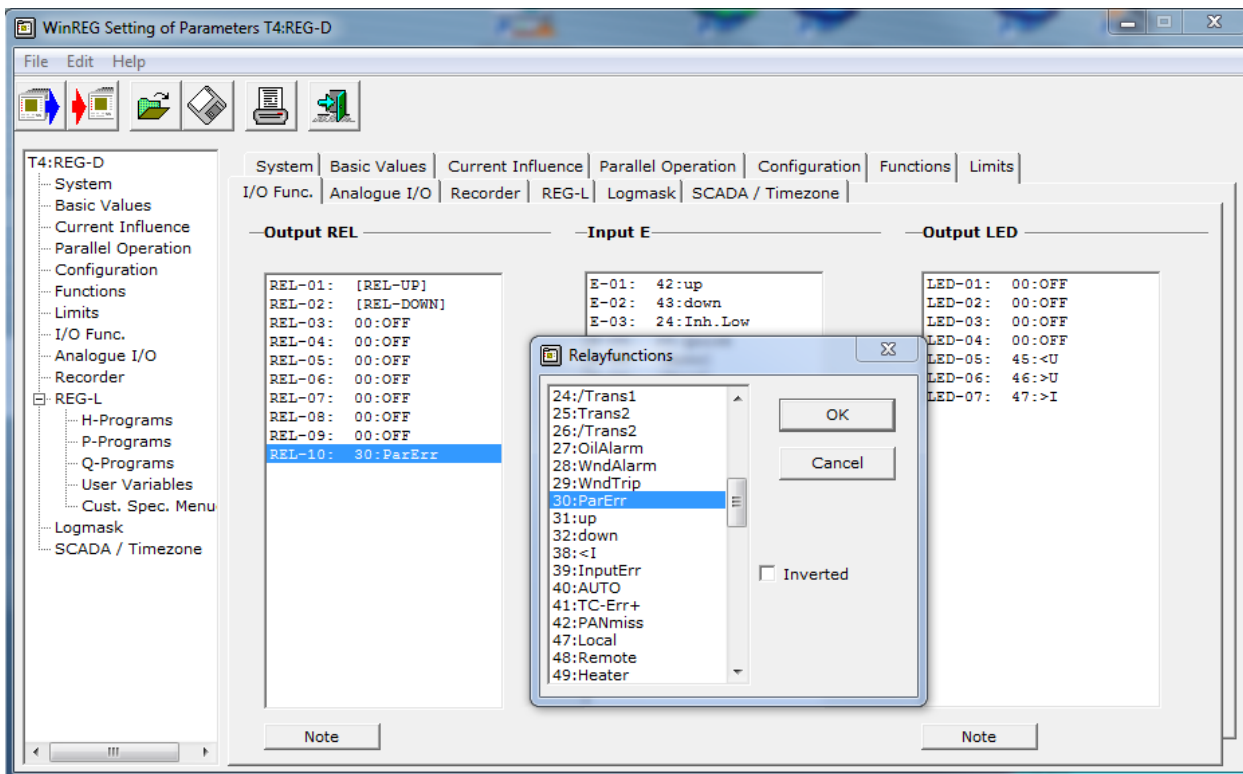 WinREG Setting of Parameters T4:REG-D
File Edit Help
T4:REG-D
System
Basic Values
Current Influence
Parallel Operation
Configuration
Functions
Limits
I/O Func.
Analogue I/O
Recorder
REG-L
H-Programs
P-Programs
Q-Programs
User Variables
Cust. Spec. Menu
Logmask
SCADA / Timezone
System Basic Values Current Influence Parallel Operation Configuration Functions Limits
I/O Func. Analogue I/O Recorder REG-L Logmask SCADA / Timezone
Output REL
REL-01: [REL-UP]
REL-02: [REL-DOWN]
REL-03: 00:OFF
REL-04: 00:OFF
REL-05: 00:OFF
REL-06: 00:OFF
REL-07: 00:OFF
REL-08: 00:OFF
REL-09: 00:OFF
REL-10: 30:ParErr
Note
Input E
E-01: 42:up
E-02: 43:down
E-03: 24:Inh.Low
Relayfunctions
24:/Trans1
25:Trans2
26:/Trans2
27:OilAlarm
28:WndAlarm
29:WndTrip
30:ParErr
31:up
32:down
38:<I
39:InputErr
40:AUTO
41:TC-Err+
42:PANmiss
47:Local
48:Remote
49:Heater
OK
Cancel
Inverted
Output LED
LED-01: 00:OFF
LED-02: 00:OFF
LED-03: 00:OFF
LED-04: 00:OFF
LED-05: 45:<U
LED-06: 46:>U
LED-07: 47:>I
Note